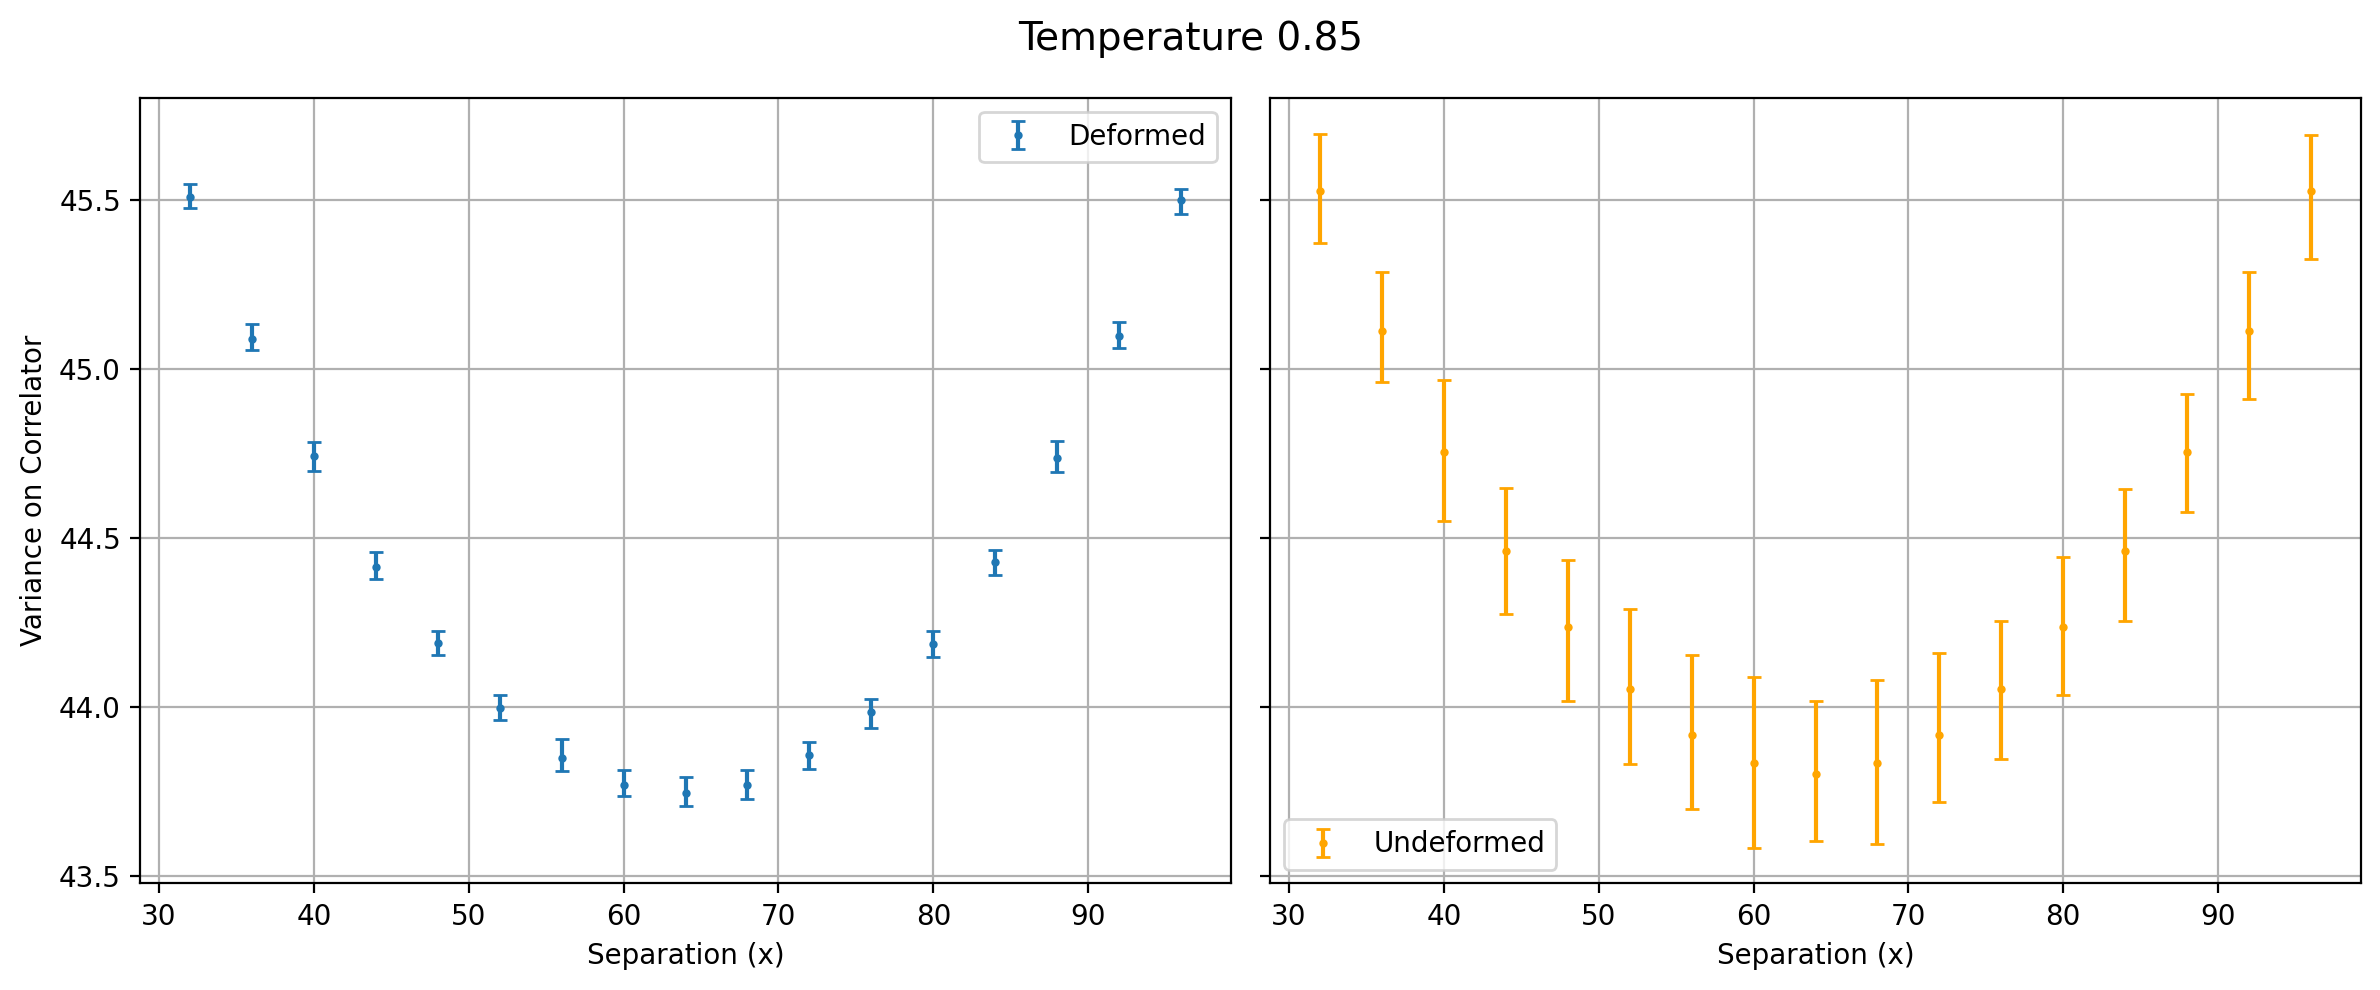 Temperature 0.85
Variance on Correlator
45.5
45.0
44.5
44.0
43.5
Deformed
30 40 50 60 70 80 90
Separation (x)
Undeformed
30 40 50 60 70 80 90
Separation (x)